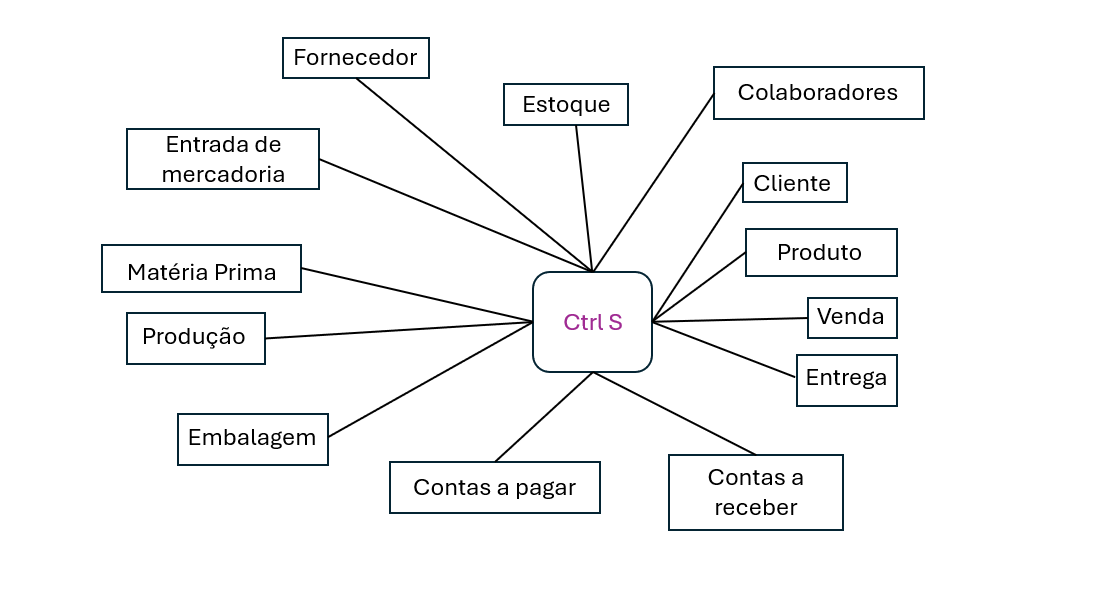 Fornecedor
Estoque
Colaboradores
Entrada de
mercadoria
Cliente
Produto
Matéria Prima
Venda
Ctrl S
Produção
Entrega
Embalagem
Contas a pagar
Contas a
receber